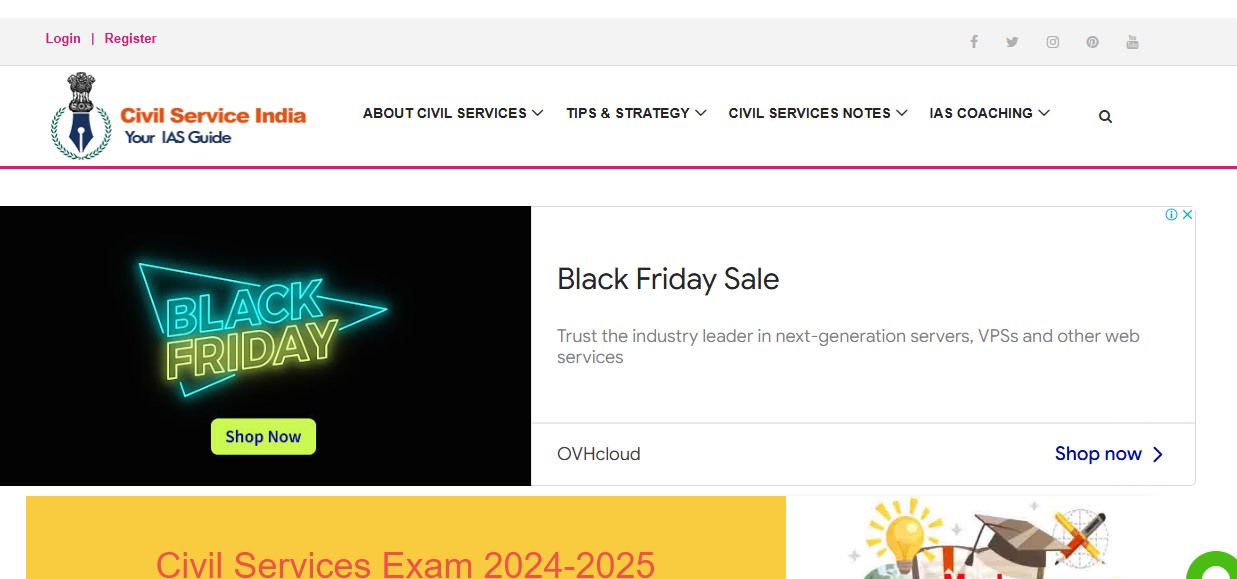 Login | Register
Civil Service India
Your IAS Guide
ABOUT CIVIL SERVICES TIPS & STRATEGY CIVIL SERVICES NOTES IAS COACHING
BLACK
FRIDAY
Shop Now
Black Friday Sale
Trust the industry leader in next-generation servers, VPSs and other web
services
OVHcloud
Shop now
Civil Services Exam 2024-2025